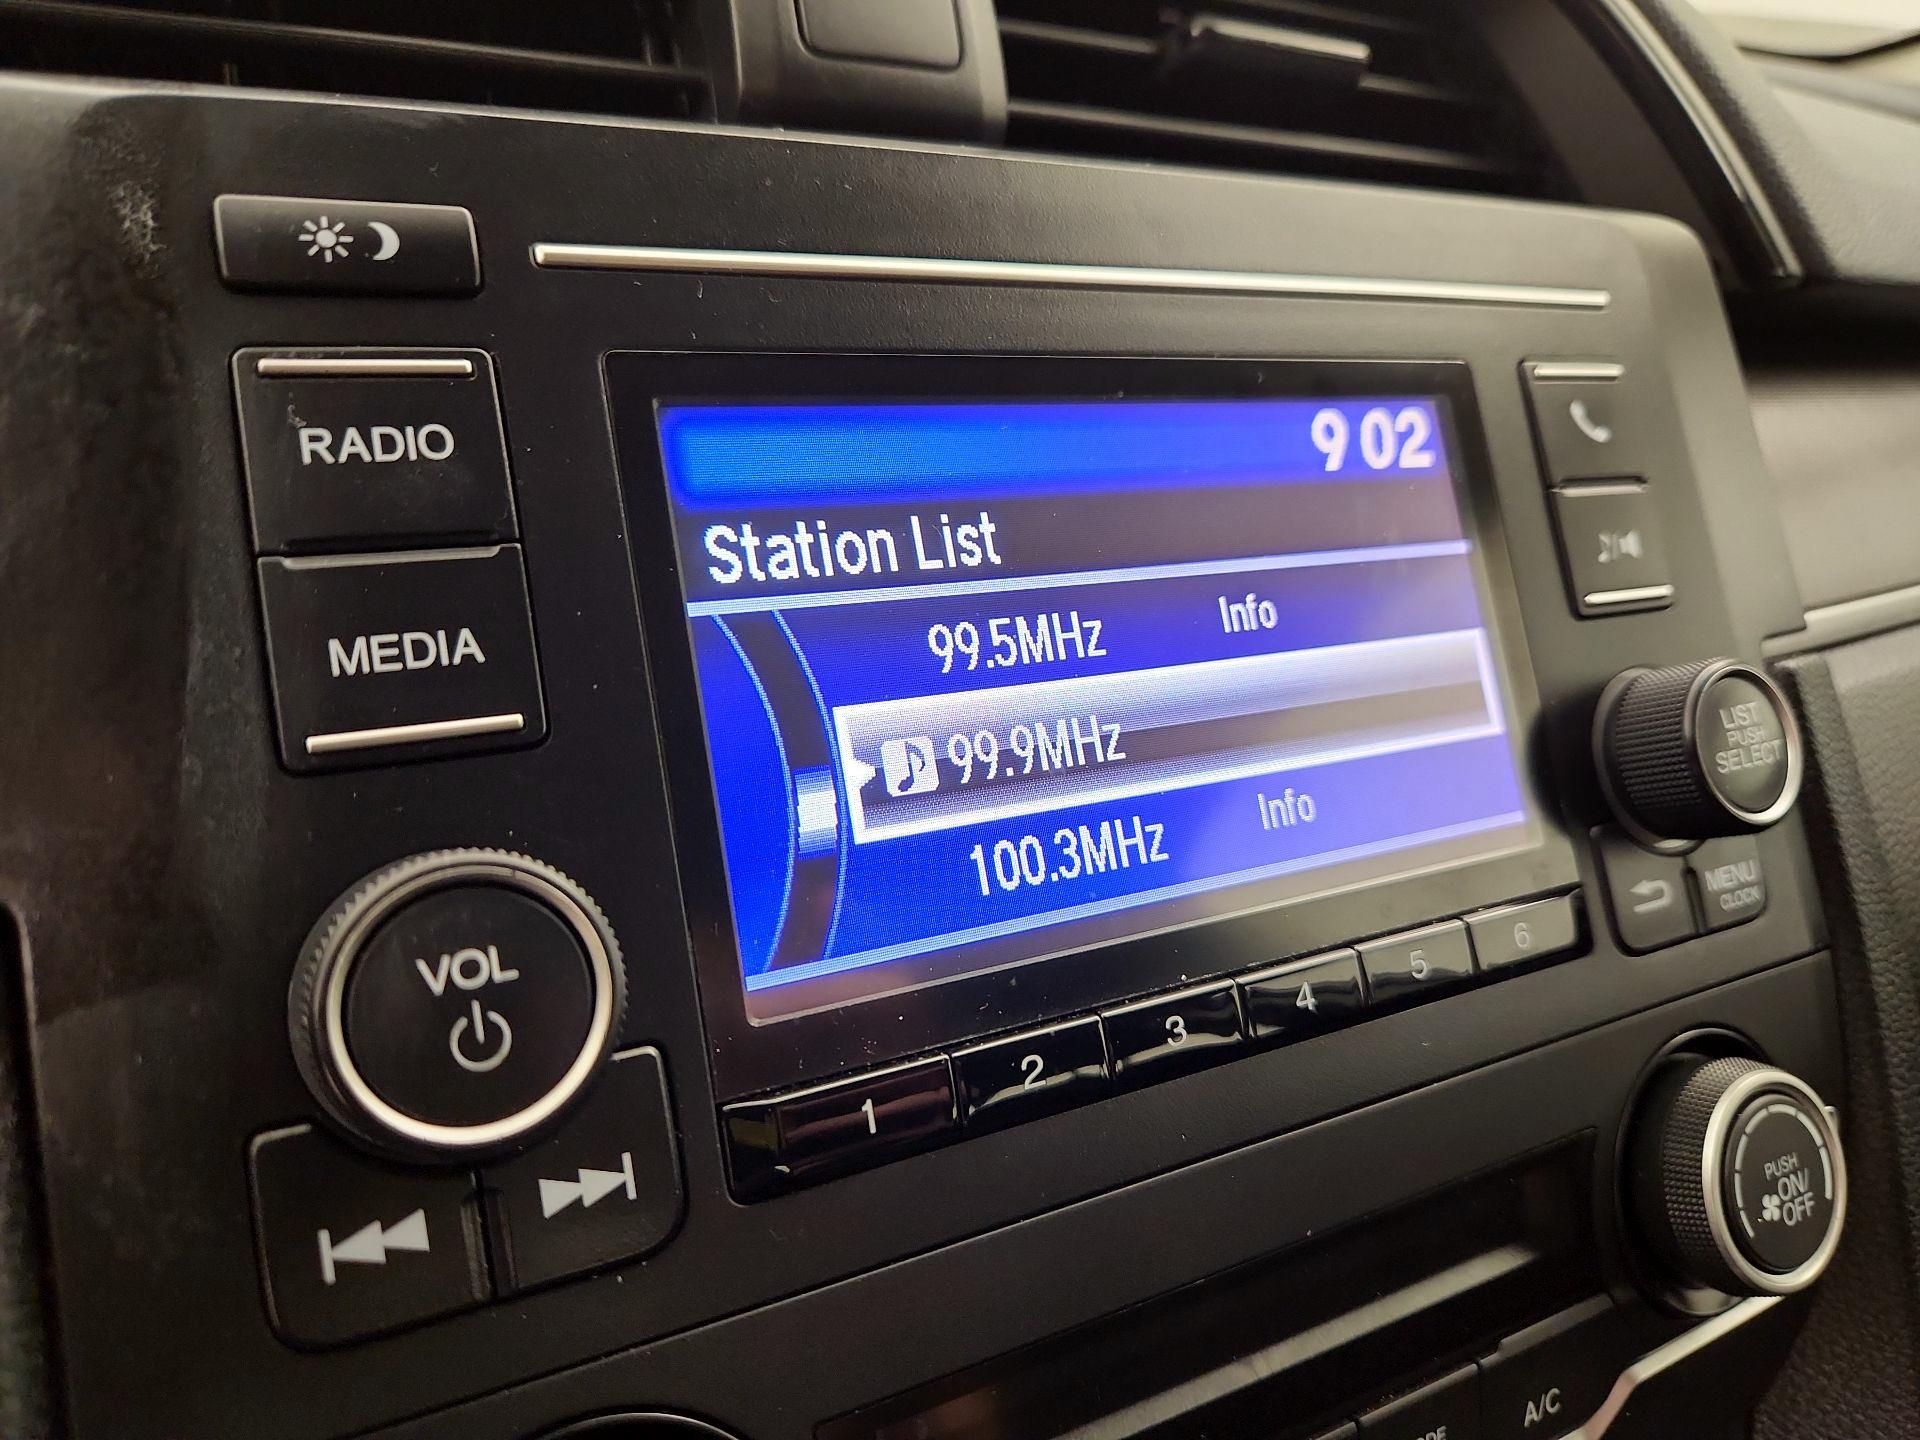 RADIO
MEDIA
VOL
9 02
Station List
99.5MHz Info
99.9MHz
100.3MHz Info
1 2 3 4 5 6
LIST
PUSH
SELECT
MENU
CLOCK
PUSH
ON/
OFF
A/C